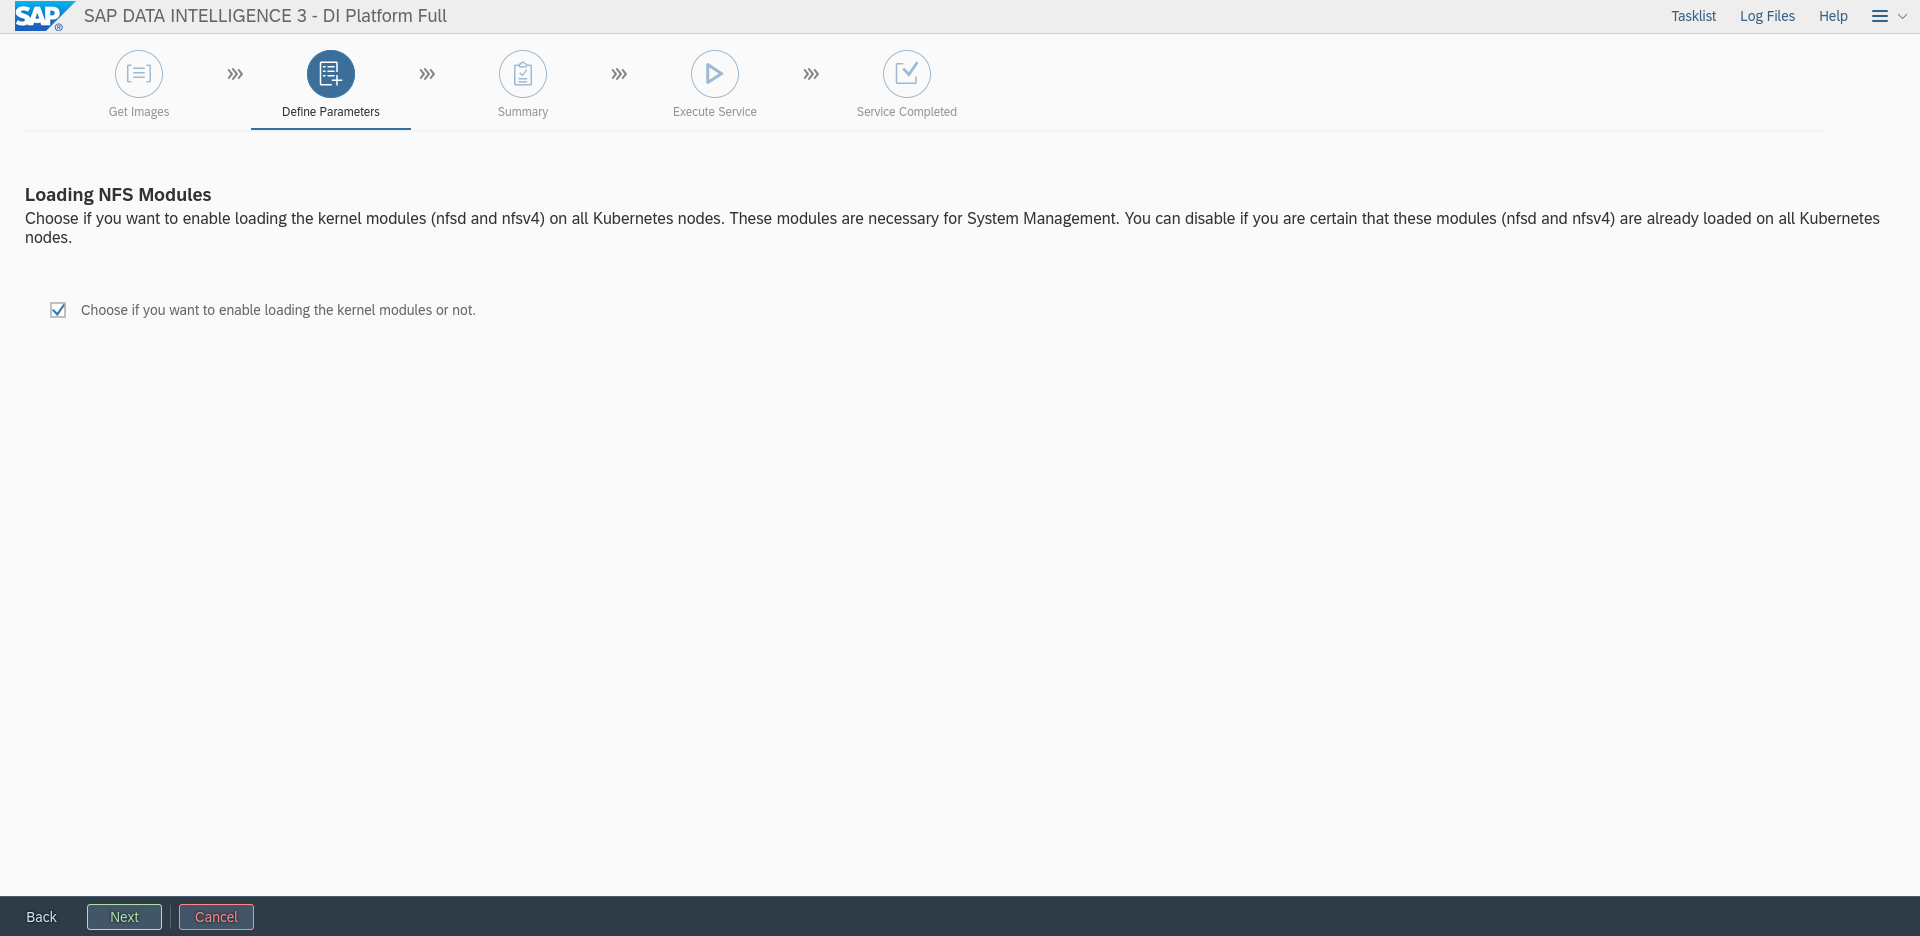 SAP ® SAP DATA INTELLIGENCE 3 - DI Platform Full Tasklist Log Files Help
Get Images Define Parameters Summary Execute Service Service Completed
Loading NFS Modules
Choose if you want to enable loading the kernel modules (nfsd and nfsv4) on all Kubernetes nodes. These modules are necessary for System Management. You can disable if you are certain that these modules (nfsd and nfsv4) are already loaded on all Kubernetes
nodes.
Choose if you want to enable loading the kernel modules or not.
Back Next Cancel